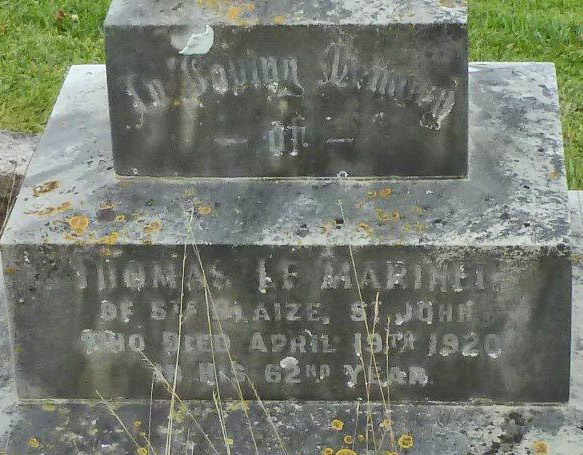 In Loving Memory
— OF —
THOMAS LE MARINEL
OF STE BLAIZE, ST JOHN
WHO DIED APRIL 19TH 1920
IN HIS 62ND YEAR.